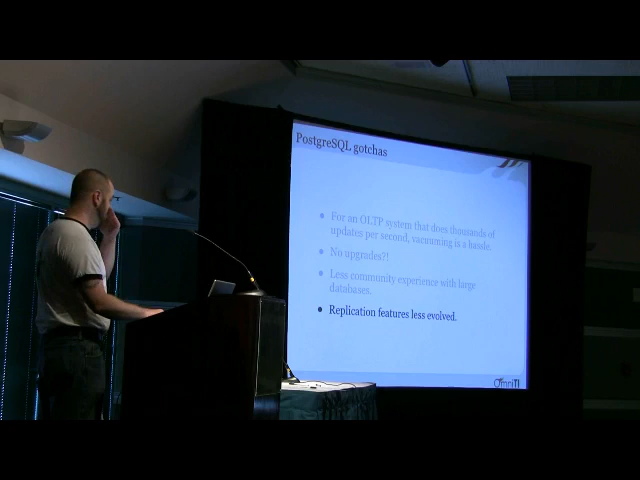 PostgreSQL gotchas
• For an OLTP system that does thousands of
updates per second, vacuuming is a hassle.
• No upgrades?!
• Less community experience with large
databases.
• Replication features less evolved.
OmniTI